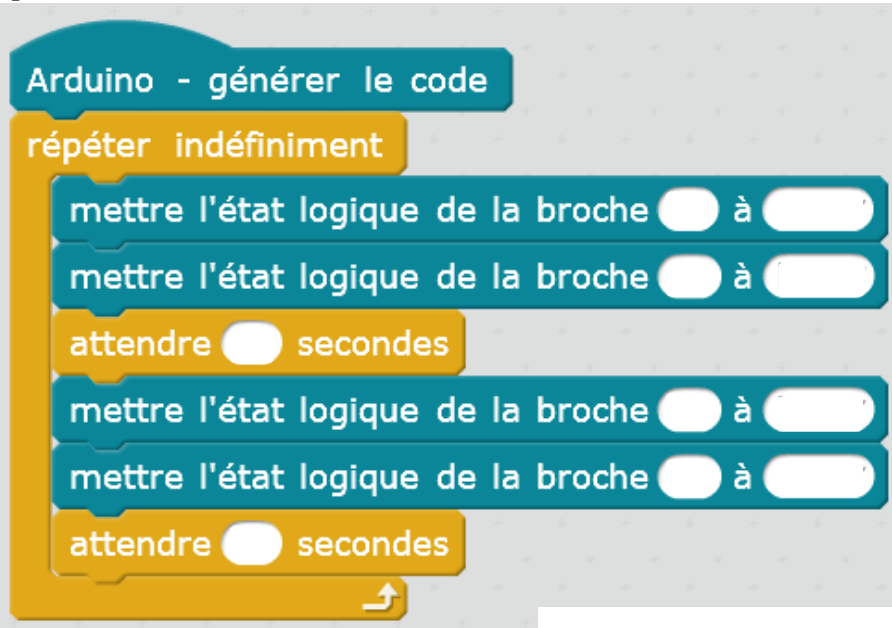 Arduino - générer le code
répéter indéfiniment
mettre l'état logique de la broche à
mettre l'état logique de la broche à
attendre secondes
mettre l'état logique de la broche à
mettre l'état logique de la broche à
attendre secondes